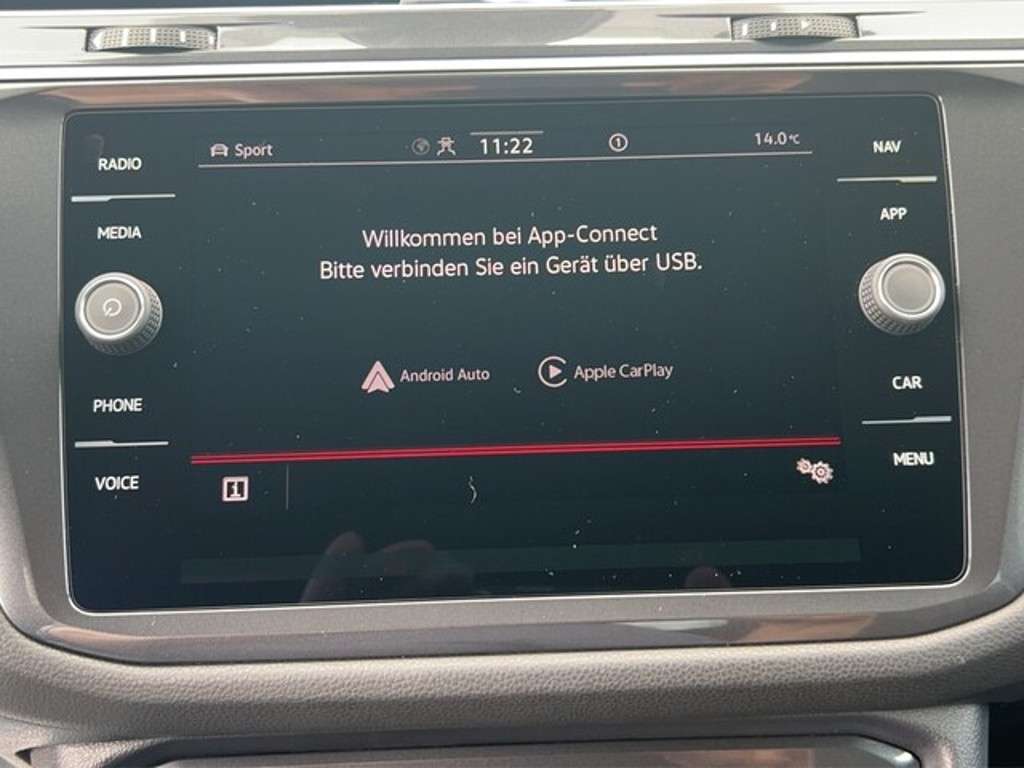 Sport 11:22 1 14.0°C
RADIO
NAV
MEDIA
APP
Willkommen bei App-Connect
Bitte verbinden Sie ein Gerät über USB.
Android Auto Apple CarPlay
PHONE
CAR
VOICE
MENU
i